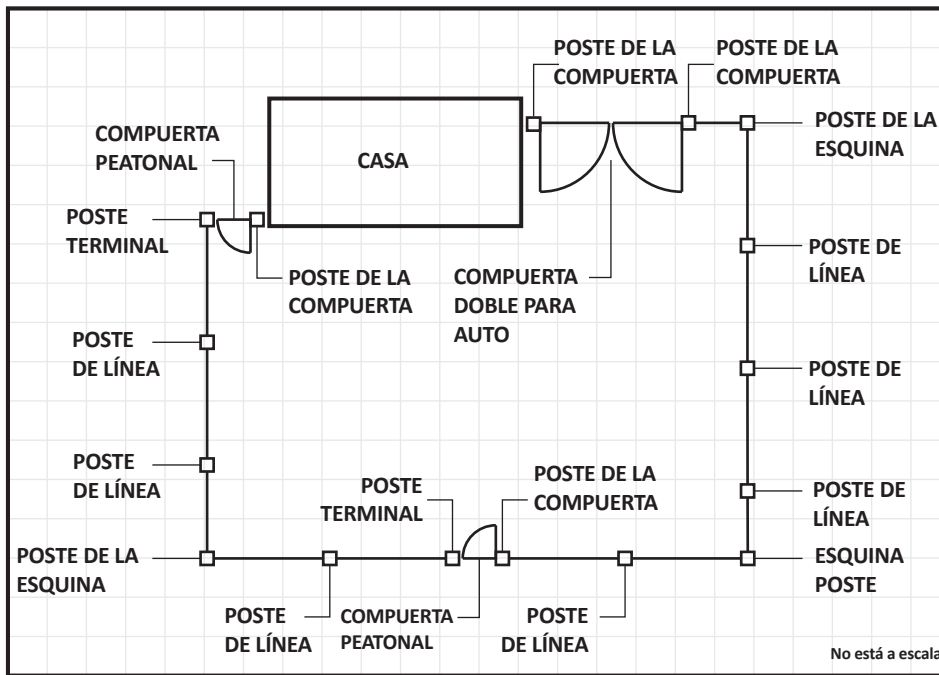 POSTE DE LA
COMPUERTA
POSTE DE LA
COMPUERTA
COMPUERTA
PEATONAL
CASA
POSTE DE LA
ESQUINA
POSTE
TERMINAL
POSTE DE LA
COMPUERTA
COMPUERTA
DOBLE PARA
AUTO
POSTE DE
LÍNEA
POSTE
DE LÍNEA
POSTE DE
LÍNEA
POSTE
DE LÍNEA
POSTE
TERMINAL
POSTE DE LA
COMPUERTA
POSTE DE
LÍNEA
POSTE DE LA
ESQUINA
ESQUINA
POSTE
POSTE
DE LÍNEA
COMPUERTA
PEATONAL
POSTE
DE LÍNEA
No está a escala